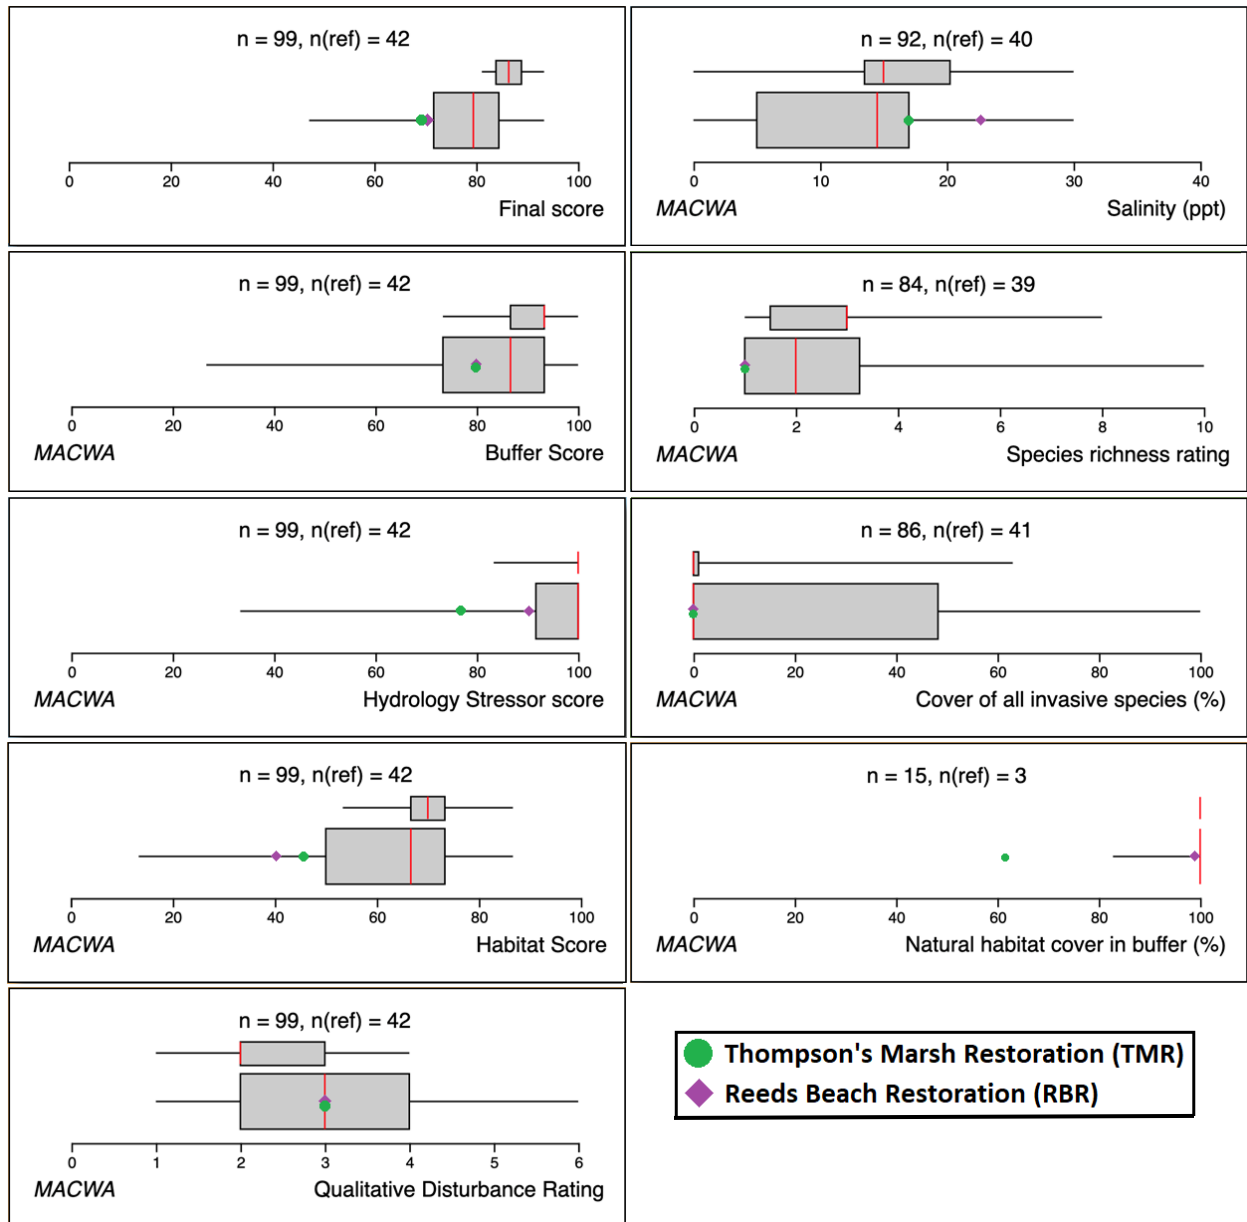 n = 99, n(ref) = 42
0 20 40 60 80 100
Final score
n = 92, n(ref) = 40
0 10 20 30 40
MACWA Salinity (ppt)
n = 99, n(ref) = 42
0 20 40 60 80 100
MACWA Buffer Score
n = 84, n(ref) = 39
0 2 4 6 8 10
MACWA Species richness rating
n = 99, n(ref) = 42
0 20 40 60 80 100
MACWA Hydrology Stressor score
n = 86, n(ref) = 41
0 20 40 60 80 100
MACWA Cover of all invasive species (%)
n = 99, n(ref) = 42
0 20 40 60 80 100
MACWA Habitat Score
n = 15, n(ref) = 3
0 20 40 60 80 100
MACWA Natural habitat cover in buffer (%)
n = 99, n(ref) = 42
0 1 2 3 4 5 6
MACWA Qualitative Disturbance Rating
Thompson's Marsh Restoration (TMR)
Reeds Beach Restoration (RBR)